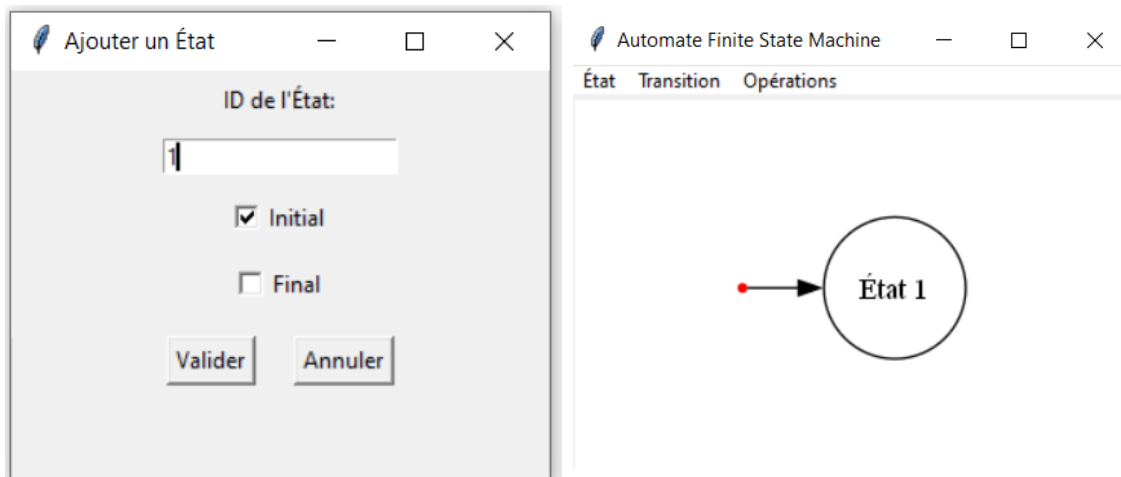 Ajouter un État
ID de l'État:
1
Initial
Final
Valider Annuler
Automate Finite State Machine
État Transition Opérations
État 1